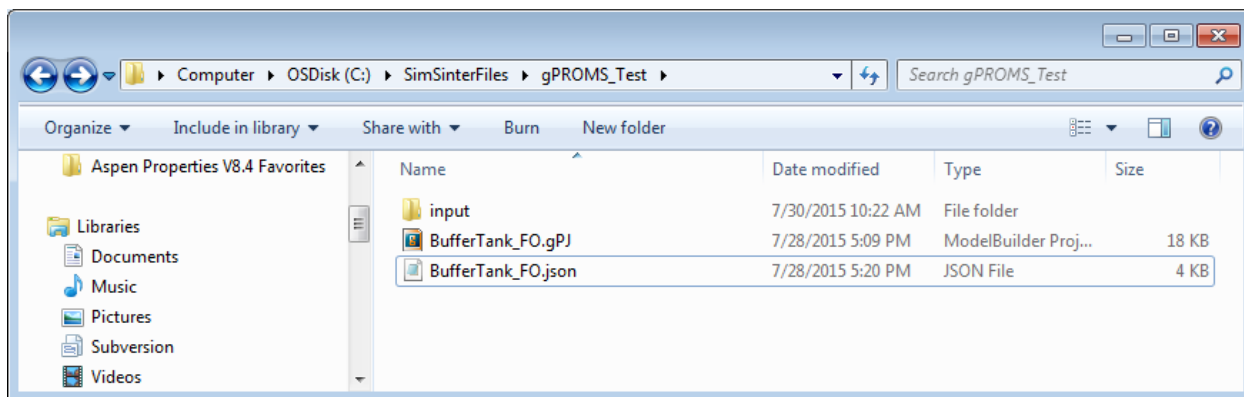 Computer OSDisk (C:) SimSinterFiles gPROMS_Test Search gPROMS_Test
Organize Include in library Share with Burn New folder
Aspen Properties V8.4 Favorites
Libraries
Documents
Music
Pictures
Subversion
Videos
Name Date modified Type Size
input 7/30/2015 10:22 AM File folder
BufferTank_FO.gPJ 7/28/2015 5:09 PM ModelBuilder Proj... 18 KB
BufferTank_FO.json 7/28/2015 5:20 PM JSON File 4 KB